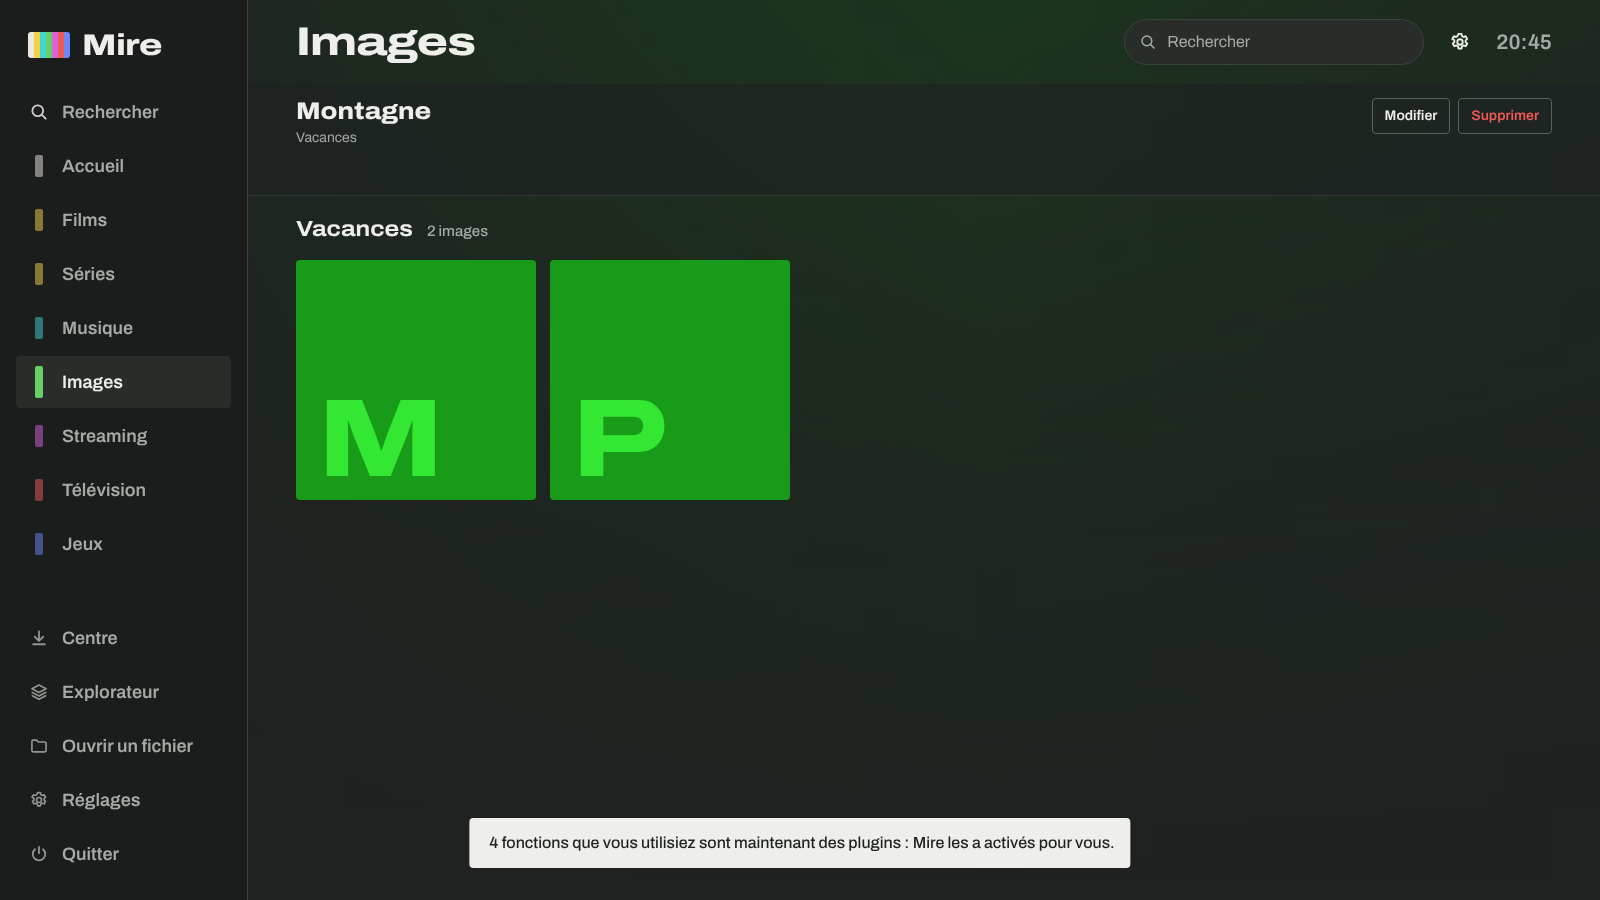 Mire
Images
Rechercher
20:45
Rechercher
Accueil
Films
Séries
Musique
Images
Streaming
Télévision
Jeux
Centre
Explorateur
Ouvrir un fichier
Réglages
Quitter
Montagne
Vacances
Modifier
Supprimer
Vacances 2 images
M
P
4 fonctions que vous utilisiez sont maintenant des plugins : Mire les a activés pour vous.